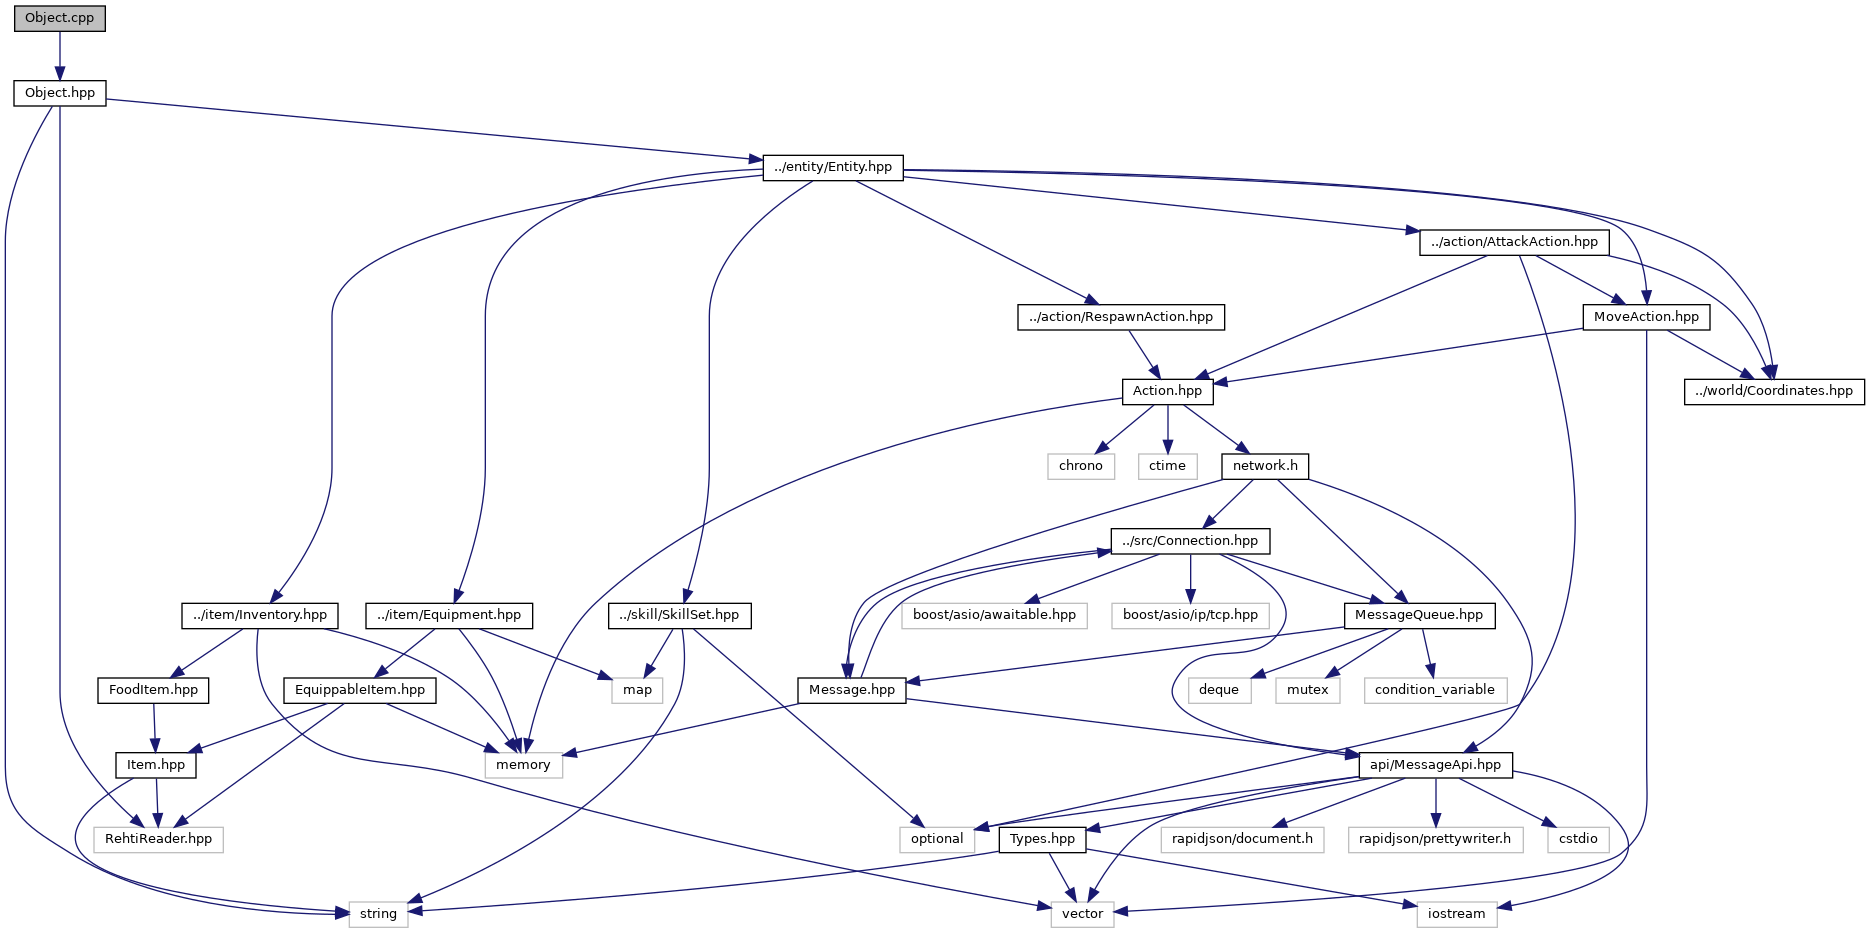 Object.cpp
Object.hpp
../entity/Entity.hpp
../action/AttackAction.hpp
../action/RespawnAction.hpp
MoveAction.hpp
Action.hpp
../world/Coordinates.hpp
chrono
ctime
network.h
../src/Connection.hpp
../item/Inventory.hpp
../item/Equipment.hpp
../skill/SkillSet.hpp
boost/asio/awaitable.hpp
boost/asio/ip/tcp.hpp
MessageQueue.hpp
FoodItem.hpp
EquippableItem.hpp
map
Message.hpp
deque
mutex
condition_variable
Item.hpp
memory
api/MessageApi.hpp
RehtiReader.hpp
optional
Types.hpp
rapidjson/document.h
rapidjson/prettywriter.h
cstdio
string
vector
iostream